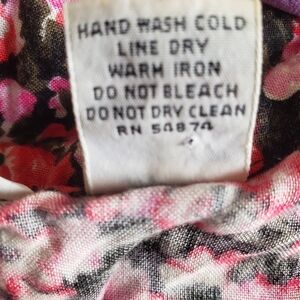 HAND WASH COLD
LINE DRY
WARM IRON
DO NOT BLEACH
DO NOT DRY CLEAN
RN 54874